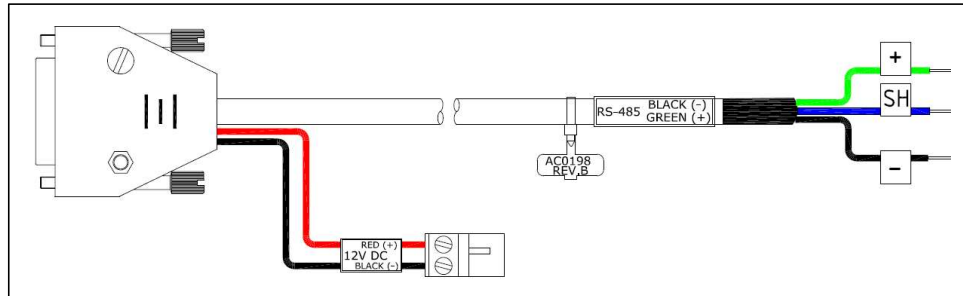 +
SH
-
RS-485
BLACK (-)
GREEN (+)
AC0198
REV.B
RED (+)
12V DC
BLACK (-)